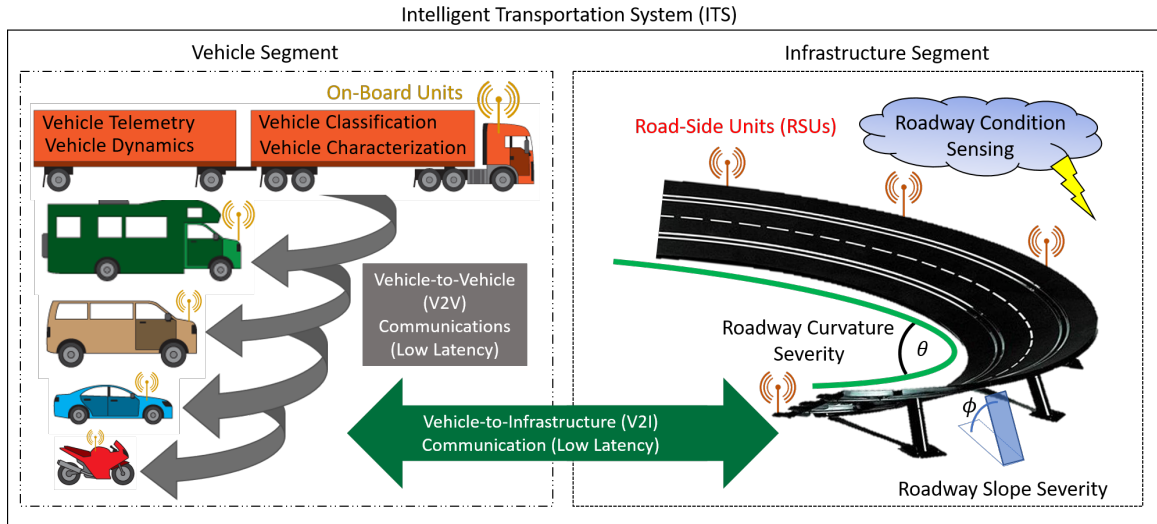 Intelligent Transportation System (ITS)
Vehicle Segment
On-Board Units
Vehicle Telemetry
Vehicle Dynamics
Vehicle Classification
Vehicle Characterization
Vehicle-to-Vehicle
(V2V)
Communications
(Low Latency)
Vehicle-to-Infrastructure (V2I)
Communication (Low Latency)
Infrastructure Segment
Road-Side Units (RSUs)
Roadway Condition
Sensing
Roadway Curvature
Severity
θ
ϕ
Roadway Slope Severity